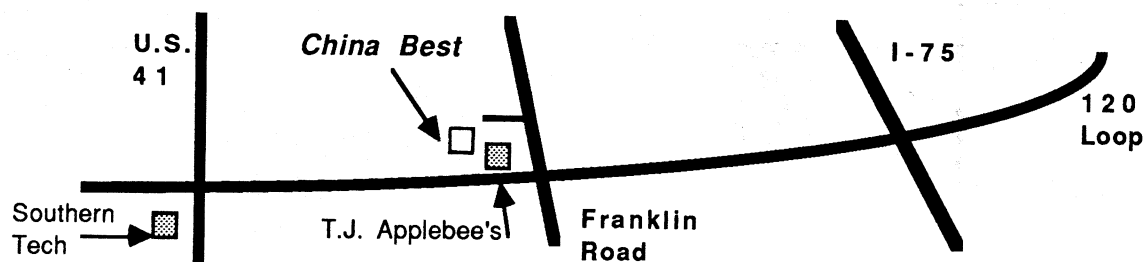 U.S.
41
China Best
I-75
120
Loop
Southern
Tech
T.J. Applebee's
Franklin
Road